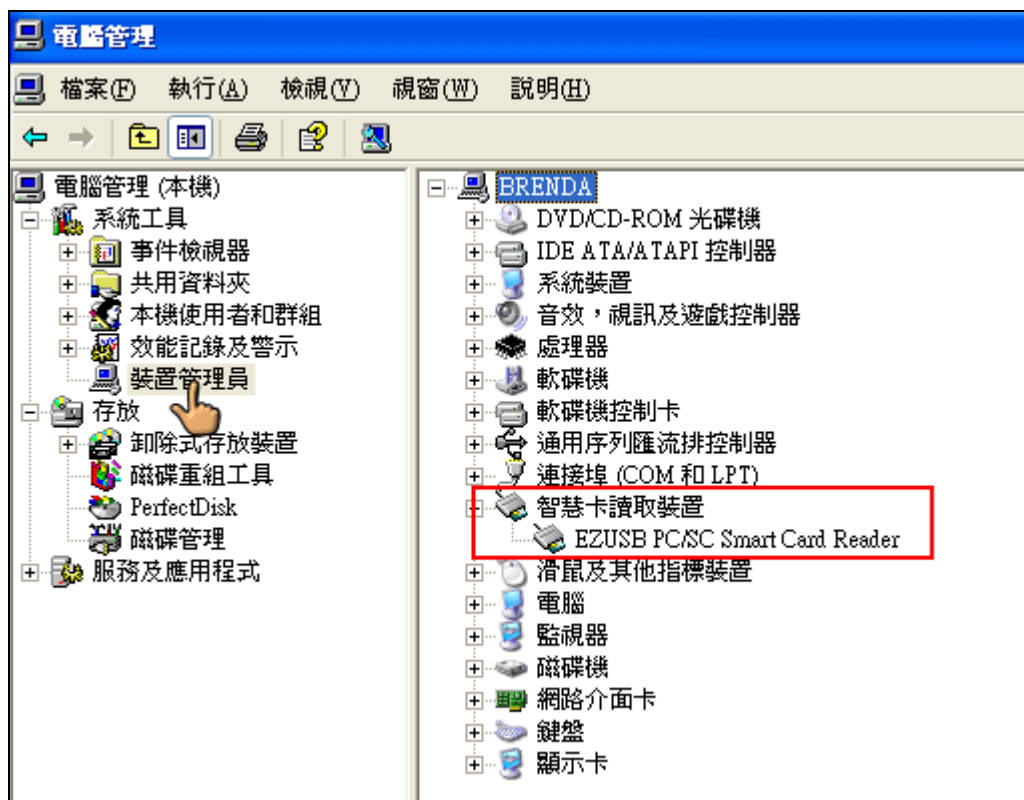 電腦管理
檔案(F) 執行(A) 檢視(V) 視窗(W) 說明(H)
電腦管理 (本機)
系統工具
事件檢視器
共用資料夾
本機使用者和群組
效能記錄及警示
裝置管理員
存放
卸除式存放裝置
磁碟重組工具
PerfectDisk
磁碟管理
服務及應用程式
BRENDA
DVD/CD-ROM 光碟機
IDE ATA/ATAPI 控制器
系統裝置
音效，視訊及遊戲控制器
處理器
軟碟機
軟碟機控制卡
通用序列匯流排控制器
連接埠 (COM 和 LPT)
智慧卡讀取裝置
EZUSB PC/SC Smart Card Reader
滑鼠及其他指標裝置
電腦
監視器
磁碟機
網路介面卡
鍵盤
顯示卡